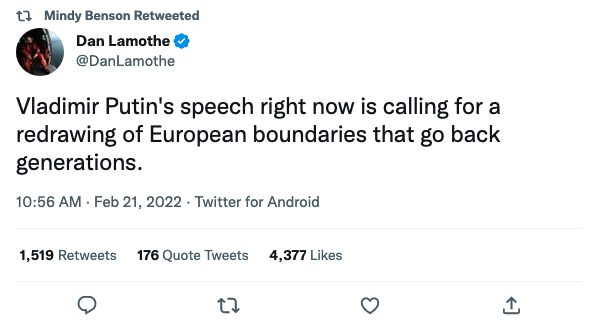 Mindy Benson Retweeted
Dan Lamothe
@DanLamothe
Vladimir Putin's speech right now is calling for a
redrawing of European boundaries that go back
generations.
10:56 AM · Feb 21, 2022 · Twitter for Android
1,519 Retweets 176 Quote Tweets 4,377 Likes